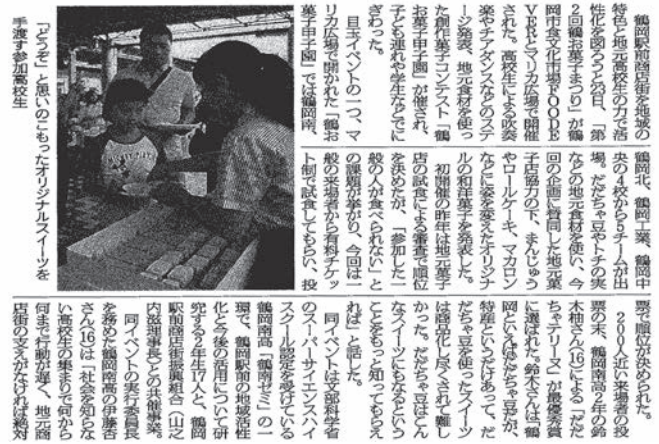 鶴岡駅前商店街を地域の
特色と地元高校生の力で活
性化を図ろうと23日、「第
2回鶴お菓子まつり」が鶴
岡市食文化市場ＦＯＯＤＥ
ＶＥＲとマリカ広場で開催
された。高校生による吹奏
楽やチアダンスなどのステ
ージ発表、地元食材を使っ
た創作菓子コンテスト「鶴
お菓子甲子園」が催され、
子ども連れや学生などでに
ぎわった。
目玉イベントの一つ、マ
リカ広場で開かれた「鶴お
菓子甲子園」では鶴岡南、
鶴岡北、鶴岡工業、鶴岡中
央の4校から5チームが出
場。だだちゃ豆やトチの実
などの地元食材を使い、今
回の企画に賛同した地元菓
子店協力の下、まんじゅう
やロールケーキ、マカロン
などに姿を変えたオリジナ
ルの和洋菓子を発表した。
初開催の昨年は地元菓子
店の試食による審査で順位
を決めたが、「参加した一
般の人が食べられない」と
の課題が挙がり、今回は一
般の来場者から有料チケッ
ト制で試食してもらい、投
票で順位が決められた。
200人近い来場者の投
票の末、鶴岡南高2年の鈴
木柚さん(16)による「だだ
ちゃテリーズ」が最優秀賞
に選ばれた。鈴木さんは「鶴
岡といえばだだちゃ豆が、
特産というだけあって、だ
だちゃ豆を使ったスイーツ
は商品化し尽くされて難し
かった。だだちゃ豆はこん
なスイーツにもなるという
ことをもっと知ってもらえ
れば」と話した。
同イベントは文部科学省
のスーパーサイエンスハイ
スクール認定を受けている
鶴岡南高「鶴南ゼミ」の一
環で、鶴岡駅前の地域活性
化と今後の活用について研
究する2年生17人と、鶴岡
駅前商店街振興組合（山之
内滋理事長）との共催事業。
同イベントの実行委員長
を務めた鶴岡南高の伊藤杏
さん(16)は「社会を知らな
い高校生の集まりで何から
何まで行動が遅く、地元商
店街の支えがなければ絶対
「どうぞ」と思いのこもったオリジナルスイーツを
手渡す参加高校生